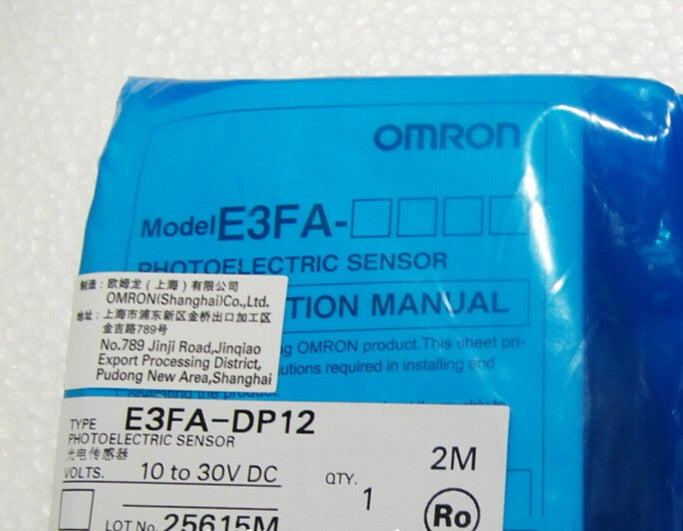 OMRON
Model E3FA-□□□□
PHOTOELECTRIC SENSOR
TION MANUAL
OMRON product. This sheet pri-
required in installing and
operating the product.
制造：欧姆龙（上海）有限公司
OMRON(Shanghai)Co.,Ltd.
地址：上海市浦东新区金桥出口加工区
金吉路789号
No.789 Jinji Road,Jinqiao
Export Processing District,
Pudong New Area,Shanghai
TYPE E3FA-DP12
PHOTOELECTRIC SENSOR
光电传感器 2M
VOLTS. 10 to 30V DC QTY. 1
LOT No. 25615M Ro